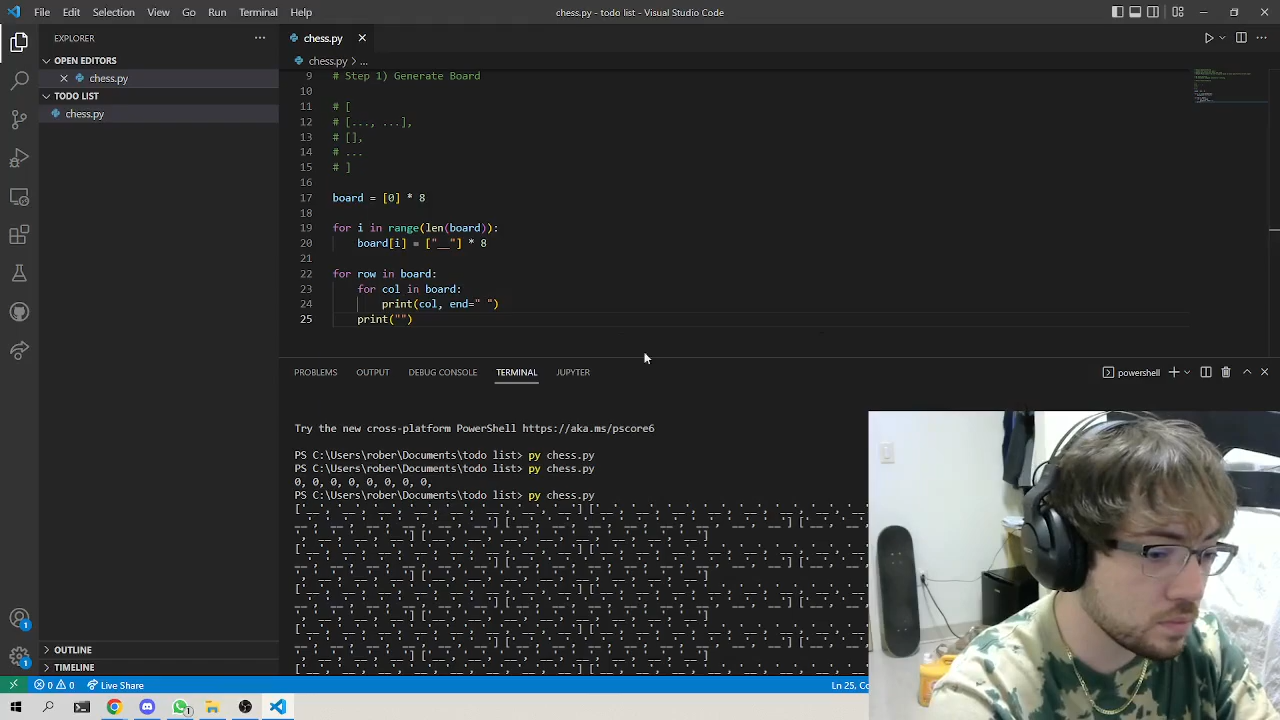 File Edit Selection View Go Run Terminal Help
chess.py - todo list - Visual Studio Code
EXPLORER
OPEN EDITORS
chess.py
TODO LIST
chess.py
OUTLINE
TIMELINE
chess.py
chess.py > ...
9 # Step 1) Generate Board
10
11 # [
12 # [..., ...],
13 # [],
14 # ...
15 # ]
16
17 board = [0] * 8
18
19 for i in range(len(board)):
20 board[i] = ["__"] * 8
21
22 for row in board:
23 for col in board:
24 print(col, end=" ")
25 print("")
PROBLEMS OUTPUT DEBUG CONSOLE TERMINAL JUPYTER
powershell
Try the new cross-platform PowerShell https://aka.ms/pscore6
PS C:\Users\rober\Documents\todo list> py chess.py
PS C:\Users\rober\Documents\todo list> py chess.py
0, 0, 0, 0, 0, 0, 0, 0,
PS C:\Users\rober\Documents\todo list> py chess.py
0 0 Live Share
Ln 25,